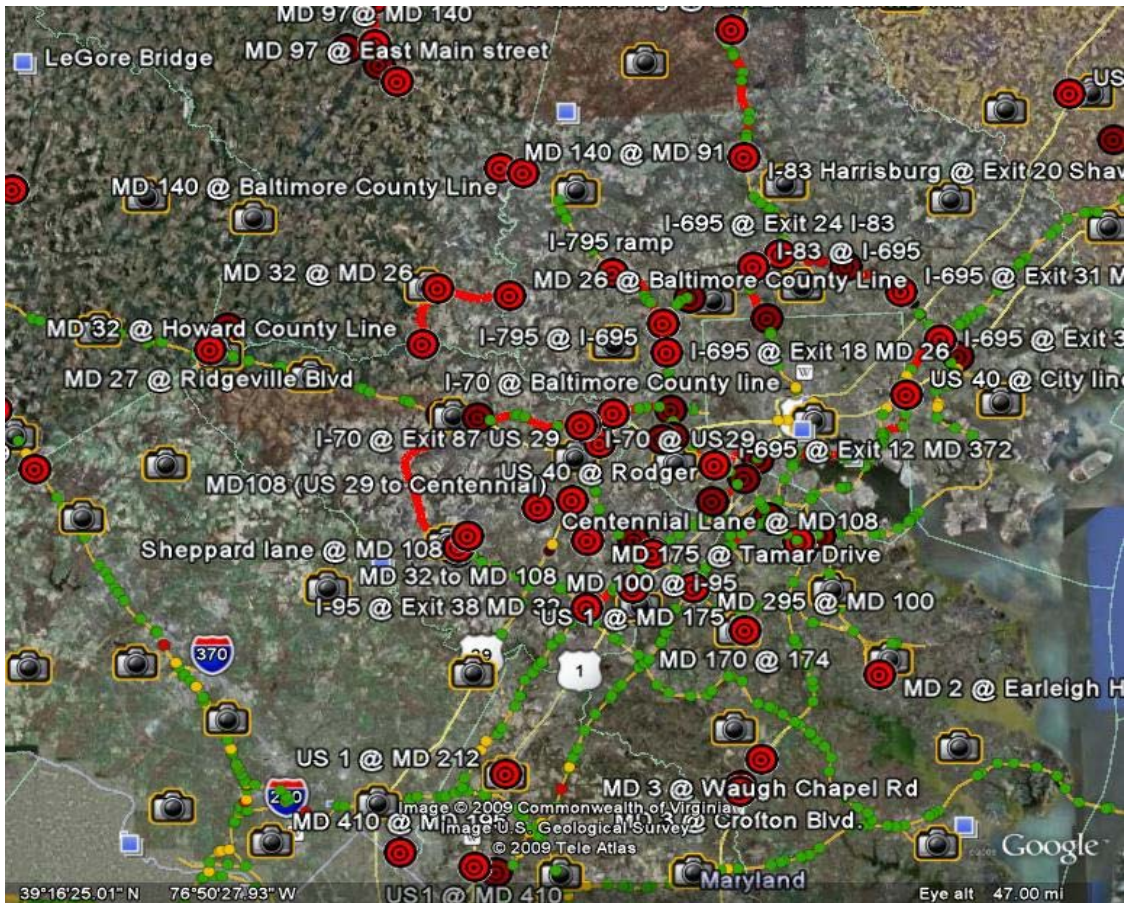 MD 97 @ MD 140
MD 97 @ East Main street
LeGore Bridge
US
MD 140 @ MD 91
I-83 Harrisburg @ Exit 20 Shaw
MD 140 @ Baltimore County Line
I-695 @ Exit 24 I-83
I-795 ramp
I-83 @ I-695
MD 32 @ MD 26
MD 26 @ Baltimore County Line
I-695 @ Exit 31 M
MD 32 @ Howard County Line
I-795 @ I-695
I-695 @ Exit 3
I-695 @ Exit 18 MD 26
W
MD 27 @ Ridgeville Blvd
I-70 @ Baltimore County line
US 40 @ City line
I-70 @ Exit 87 US 29
I-70 @ US29
I-695 @ Exit 12 MD 372
US 40 @ Rodger
MD108 (US 29 to Centennial)
Centennial Lane @ MD108
Sheppard lane @ MD 108
MD 175 @ Tamar Drive
MD 32 to MD 108
MD 100 @ I-95
I-95 @ Exit 38 MD 32
MD 295 @ MD 100
US 1 @ MD 175
370
29
1
MD 170 @ 174
MD 2 @ Earleigh H
US 1 @ MD 212
MD 3 @ Waugh Chapel Rd
Image © 2009 Commonwealth of Virginia
MD 410 @ MD 195
MD 3 @ Crofton Blvd.
Image U.S. Geological Survey
© 2009 Tele Atlas
Google
Maryland
39°16'25.01" N 76°50'27.93" W
US1 @ MD 410
Eye alt 47.00 mi